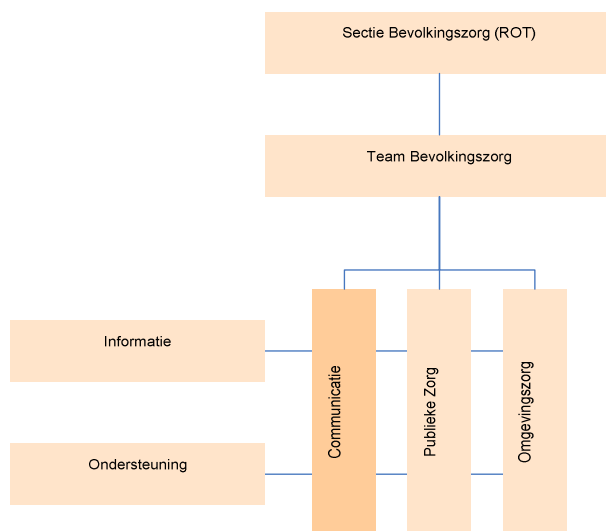 Sectie Bevolkingszorg (ROT)
Team Bevolkingszorg
Informatie
Ondersteuning
Communicatie
Publieke Zorg
Omgevingszorg